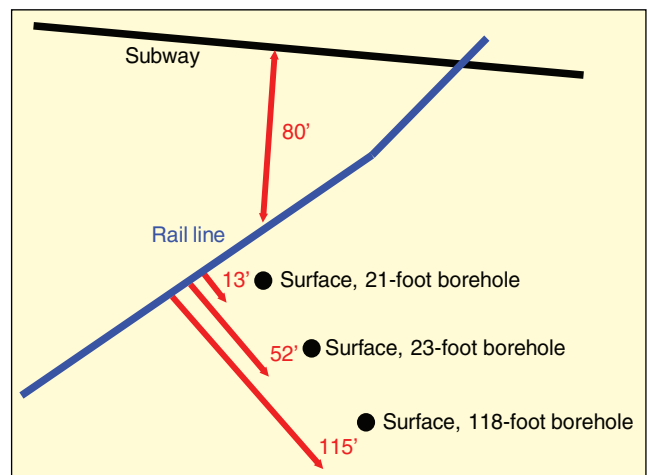 Subway
80’
Rail line
13’
Surface, 21-foot borehole
52’
Surface, 23-foot borehole
Surface, 118-foot borehole
115’